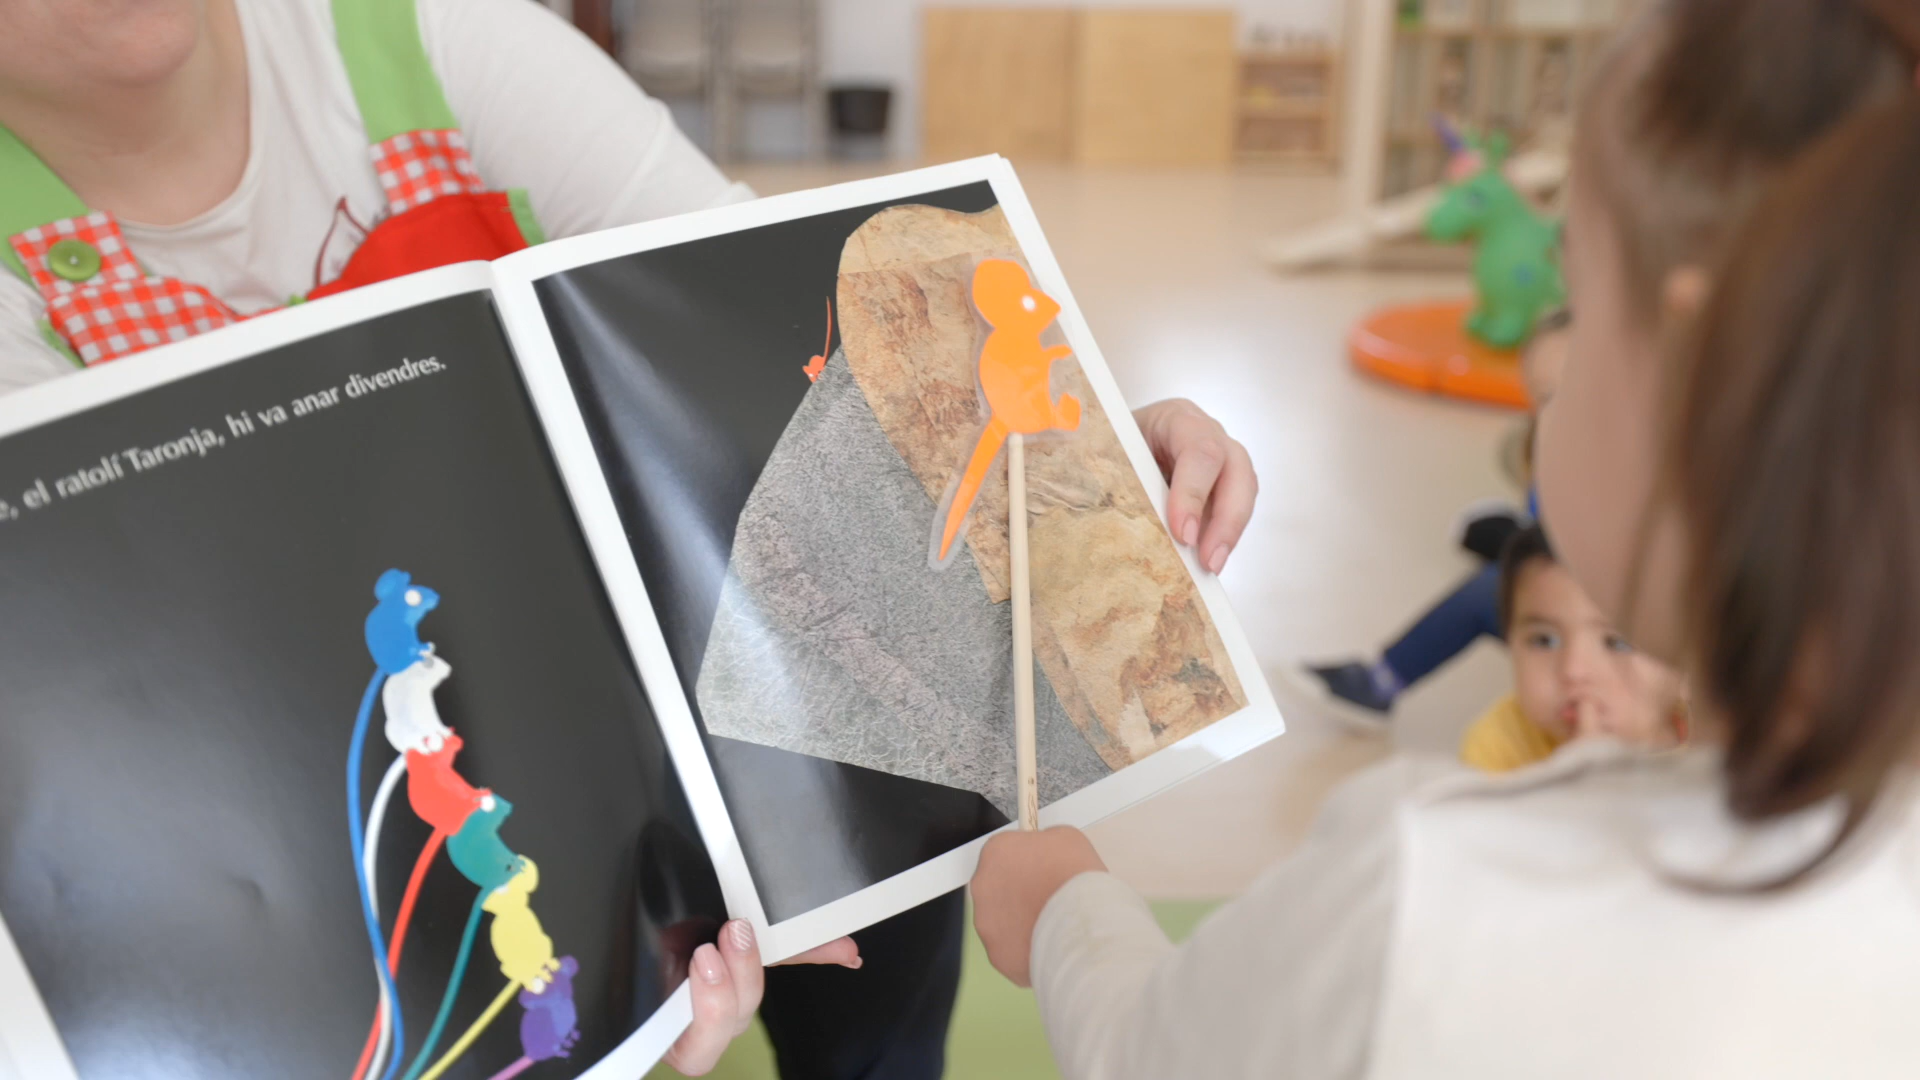 el ratolí Taronja, hi va anar divendres.